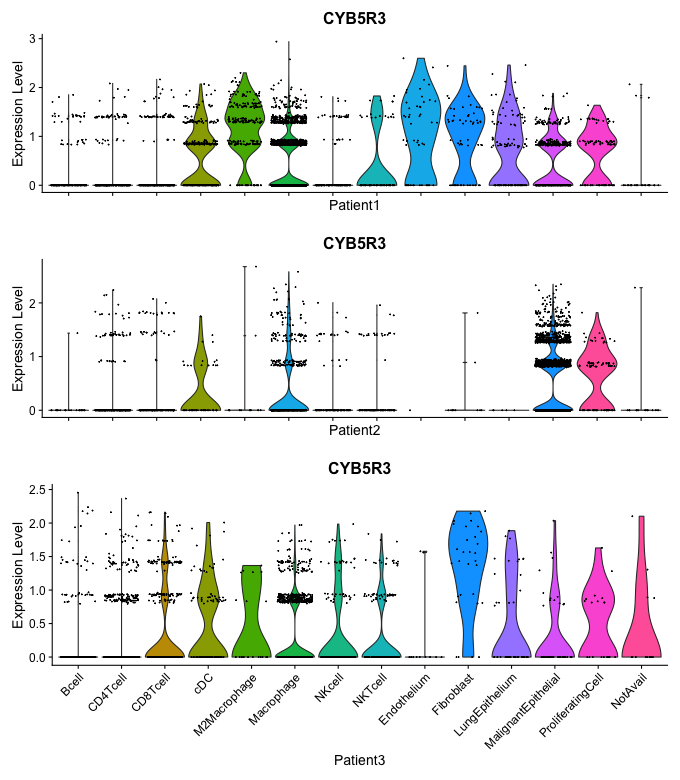 CYB5R3
Expression Level
3
2
1
0
Patient1
CYB5R3
Expression Level
2
1
0
Patient2
CYB5R3
Expression Level
2.5
2.0
1.5
1.0
0.5
0.0
Bcell
CD4Tcell
CD8Tcell
cDC
M2Macrophage
Macrophage
NKcell
NKTcell
Endothelium
Fibroblast
LungEpithelium
MalignantEpithelial
ProliferatingCell
NotAvail
Patient3